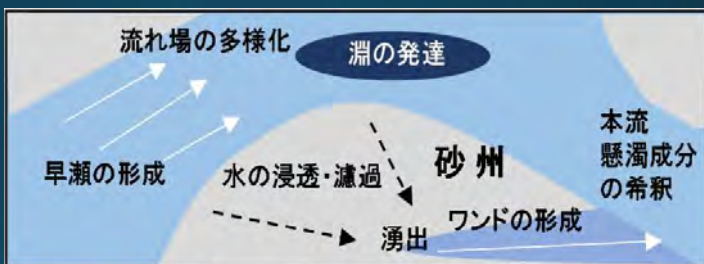 流れ場の多様化
淵の発達
早瀬の形成
水の浸透・濾過
砂州
本流
懸濁成分
の希釈
ワンドの形成
湧出